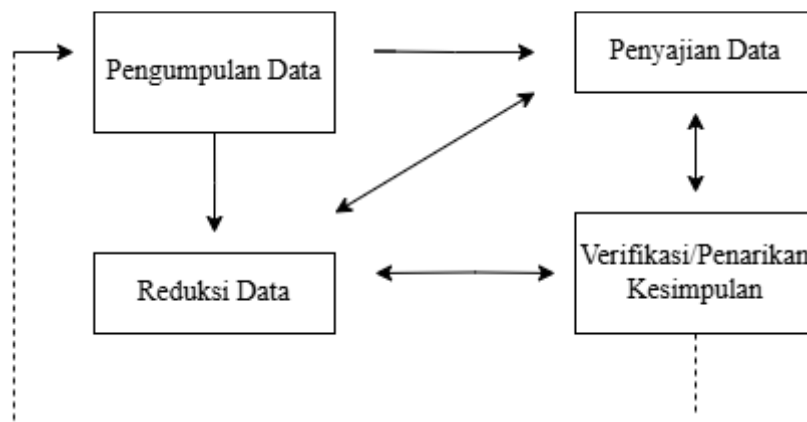 Pengumpulan Data
Penyajian Data
Reduksi Data
Verifikasi/Penarikan
Kesimpulan